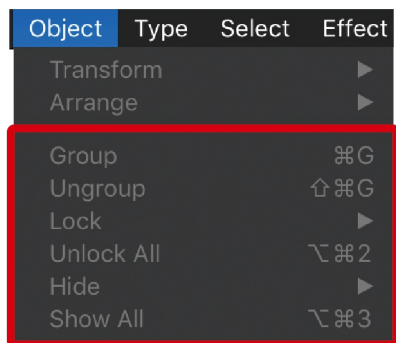 Object Type Select Effect
Transform ▶
Arrange ▶
Group ⌘G
Ungroup ⇧⌘G
Lock ▶
Unlock All ⌥⌘2
Hide ▶
Show All ⌥⌘3